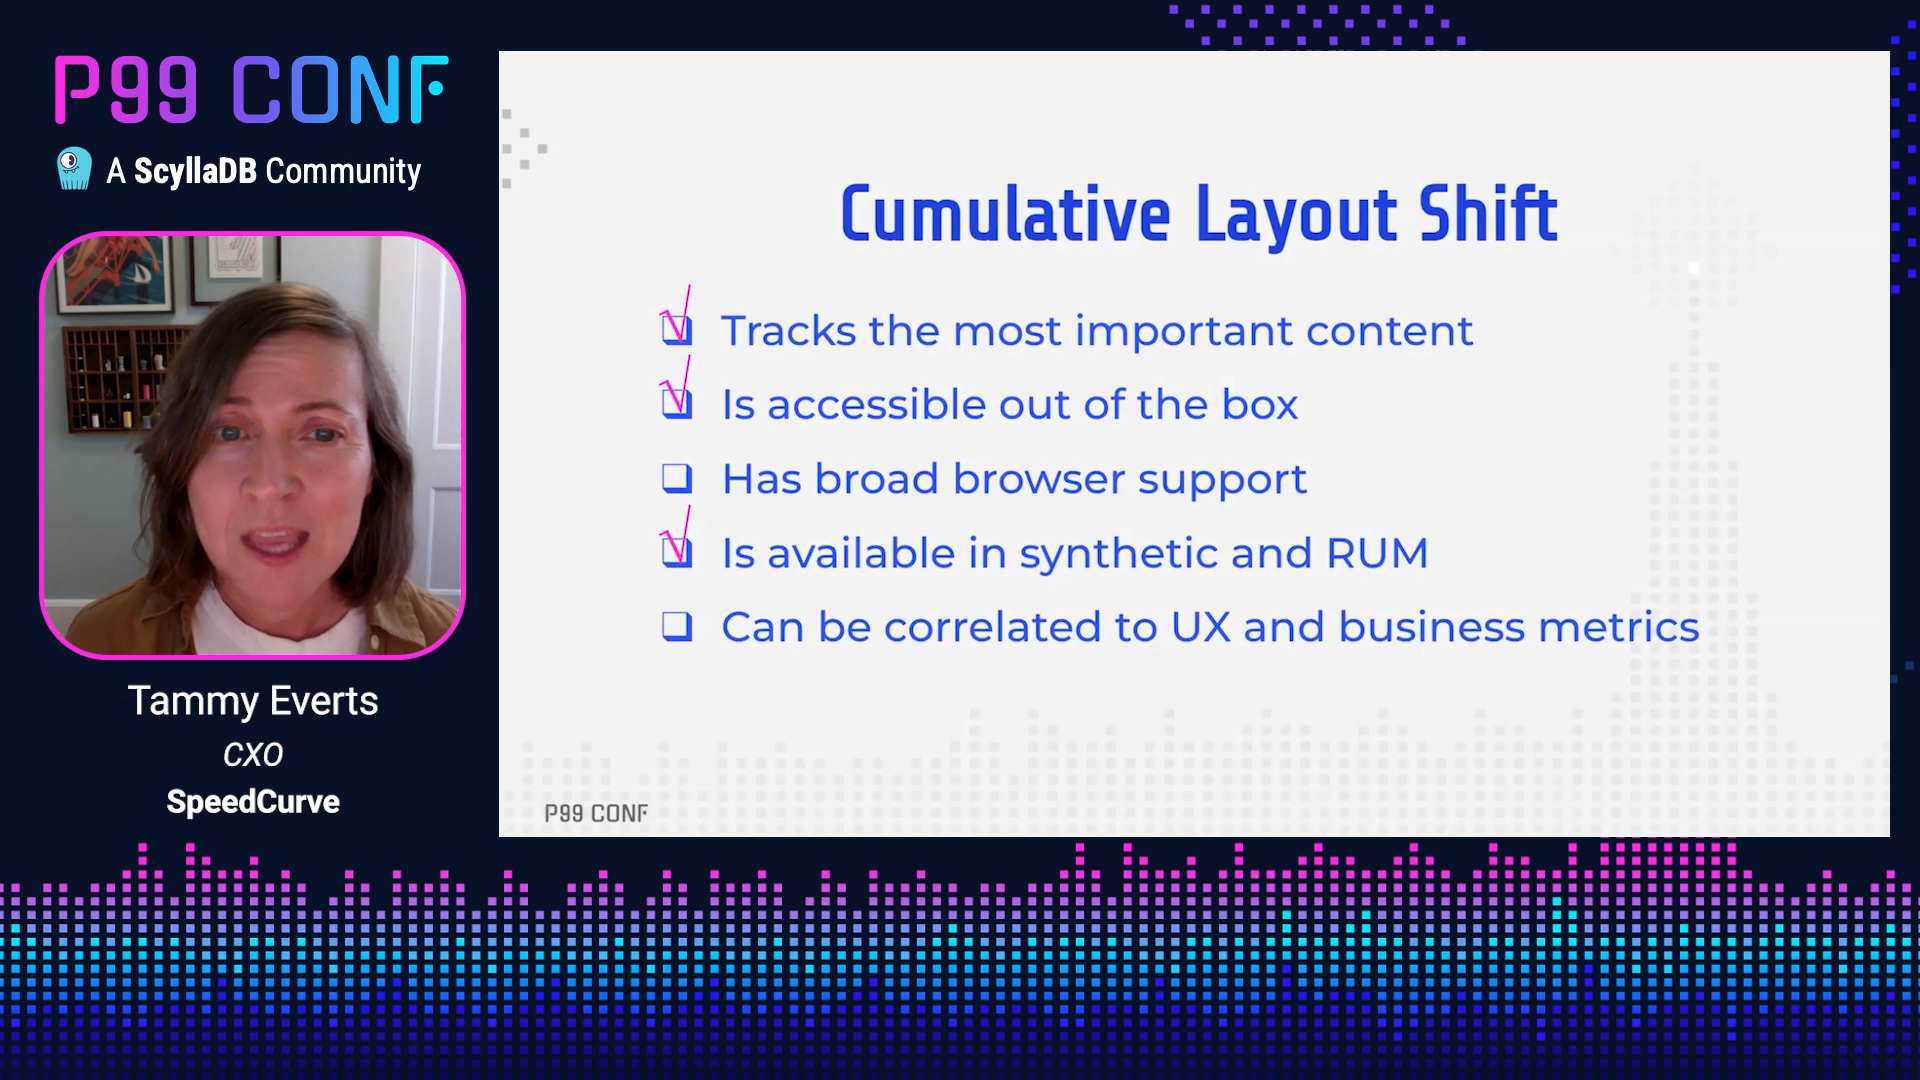 P99 CONF
A ScyllaDB Community
Tammy Everts
CXO
SpeedCurve
Cumulative Layout Shift
Tracks the most important content
Is accessible out of the box
Has broad browser support
Is available in synthetic and RUM
Can be correlated to UX and business metrics
P99 CONF